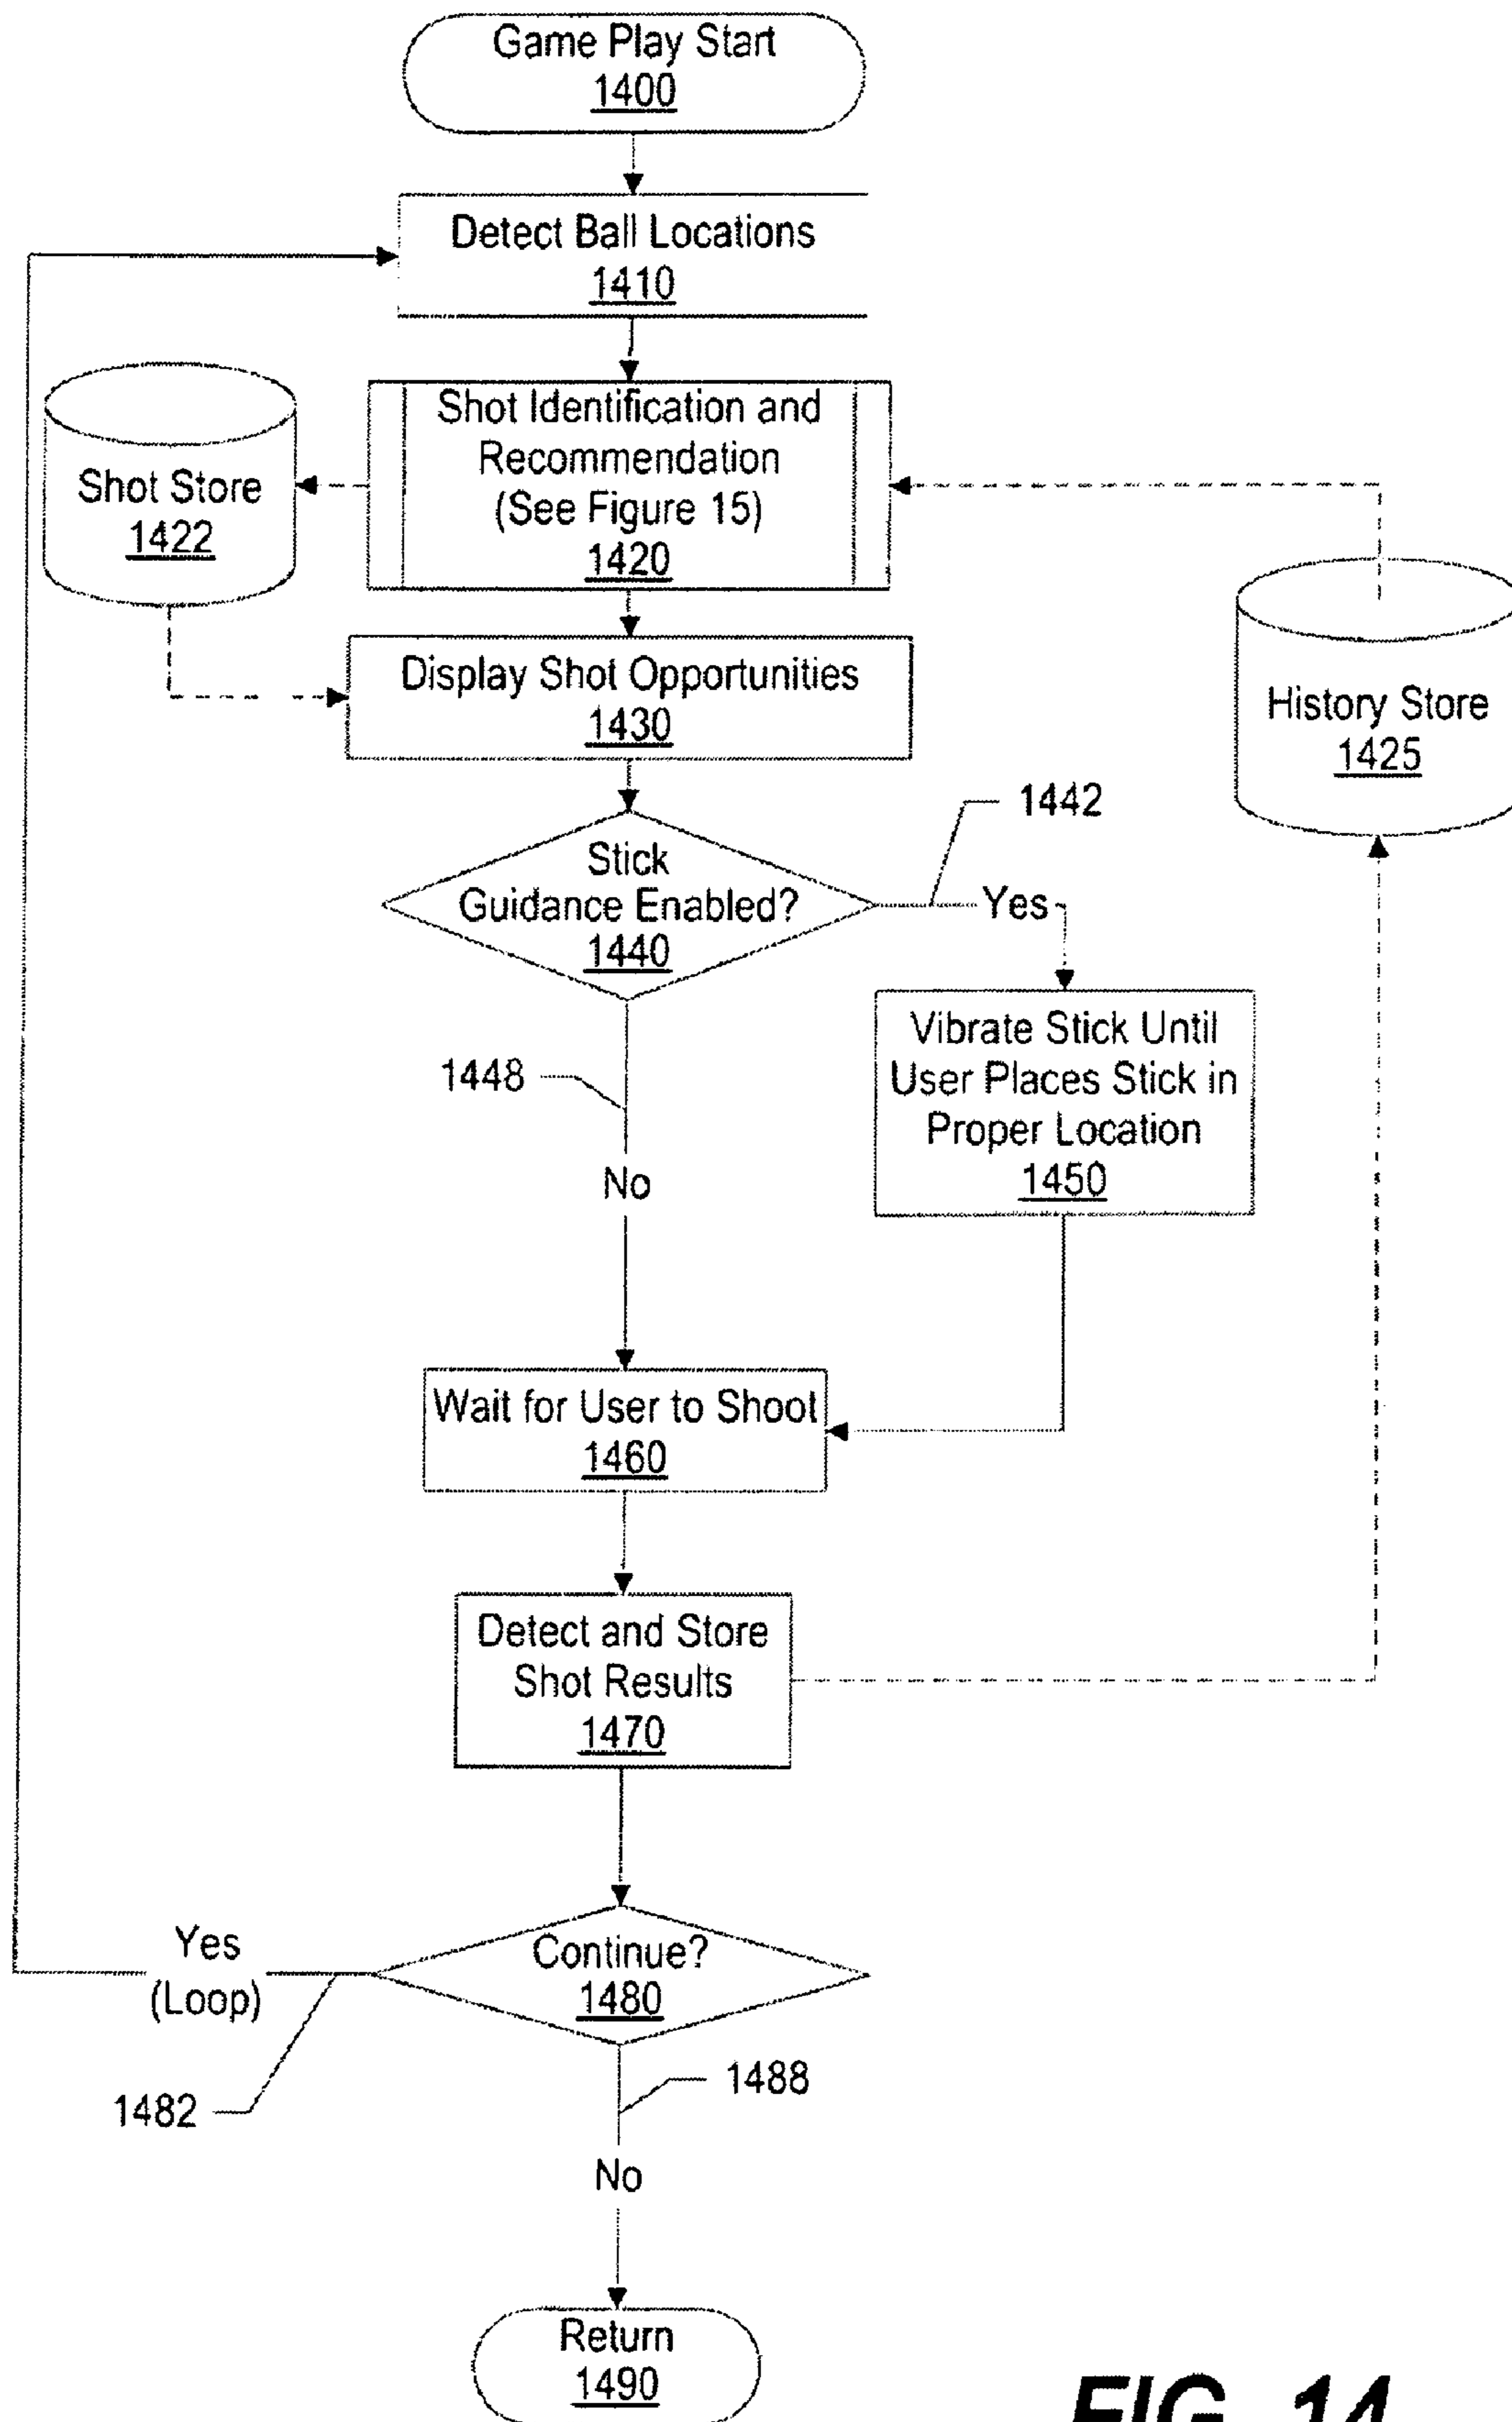 Game Play Start
1400
Detect Ball Locations
1410
Shot Identification and
Recommendation
(See Figure 15)
1420
Shot Store
1422
Display Shot Opportunities
1430
History Store
1425
1442
Stick
Guidance Enabled?
1440
Yes
Vibrate Stick Until
User Places Stick in
Proper Location
1450
1448
No
Wait for User to Shoot
1460
Detect and Store
Shot Results
1470
Continue?
1480
Yes
(Loop)
1482
1488
No
Return
1490
FIG. 14